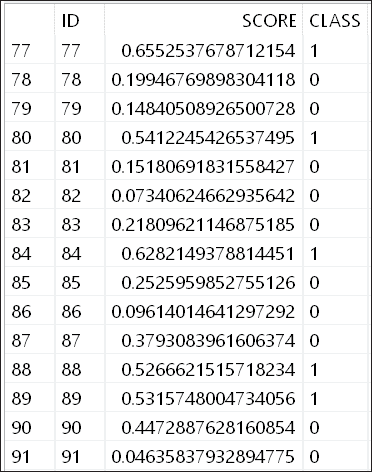 ID SCORE CLASS
77 77 0.6552537678712154 1
78 78 0.19946769898304118 0
79 79 0.14840508926500728 0
80 80 0.5412245426537495 1
81 81 0.15180691831558427 0
82 82 0.07340624662935642 0
83 83 0.21809621146875185 0
84 84 0.6282149378814451 1
85 85 0.2525959852755126 0
86 86 0.09614014641297292 0
87 87 0.3793083961606374 0
88 88 0.5266621515718234 1
89 89 0.5315748004734056 1
90 90 0.4472887628160854 0
91 91 0.04635837932894775 0